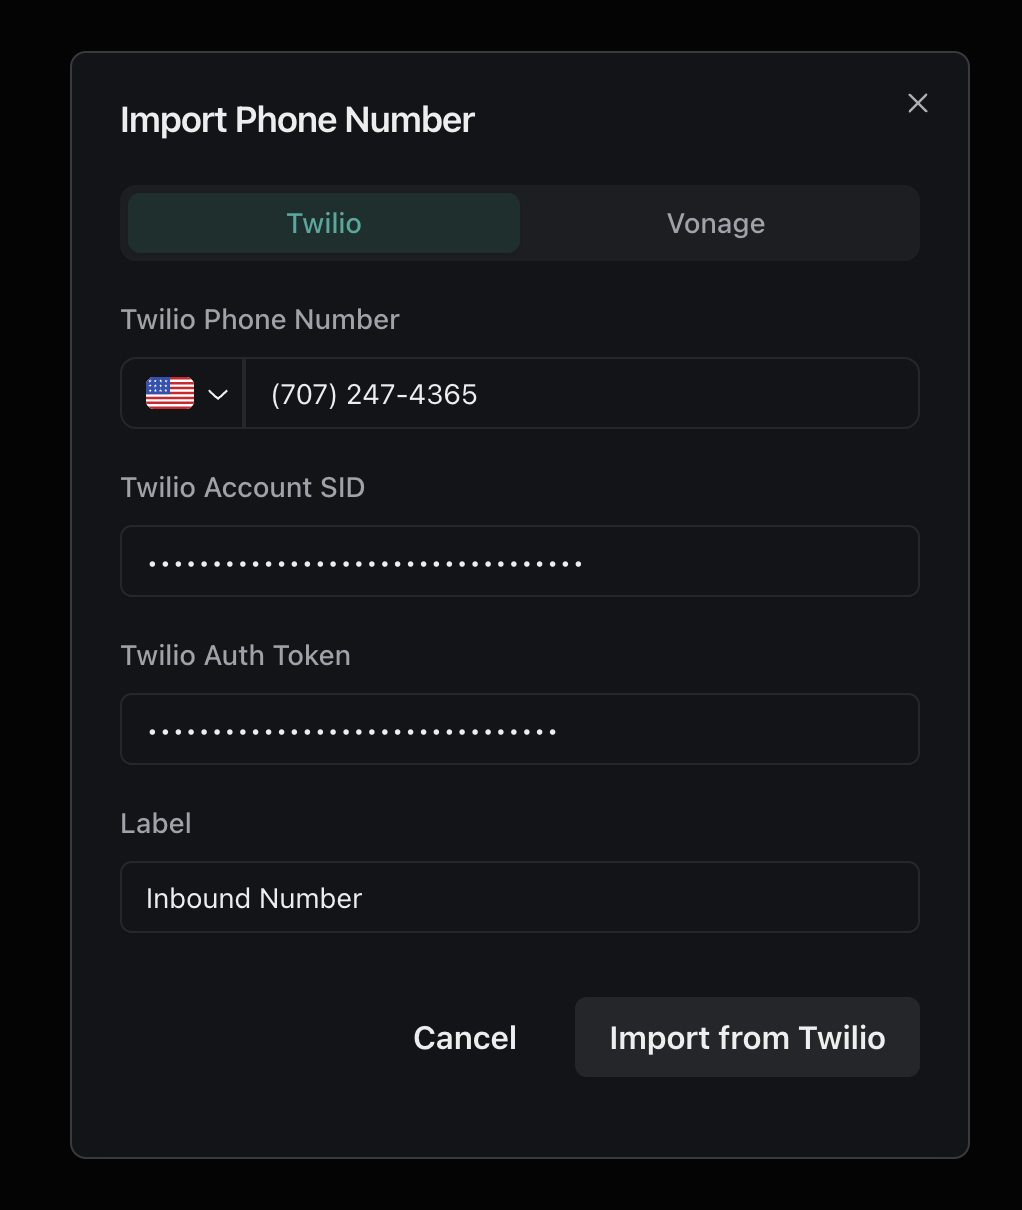 Import Phone Number
Twilio
Vonage
Twilio Phone Number
(707) 247-4365
Twilio Account SID
••••••••••••••••••••••••••••••••••
Twilio Auth Token
••••••••••••••••••••••••••••••••
Label
Inbound Number
Cancel
Import from Twilio